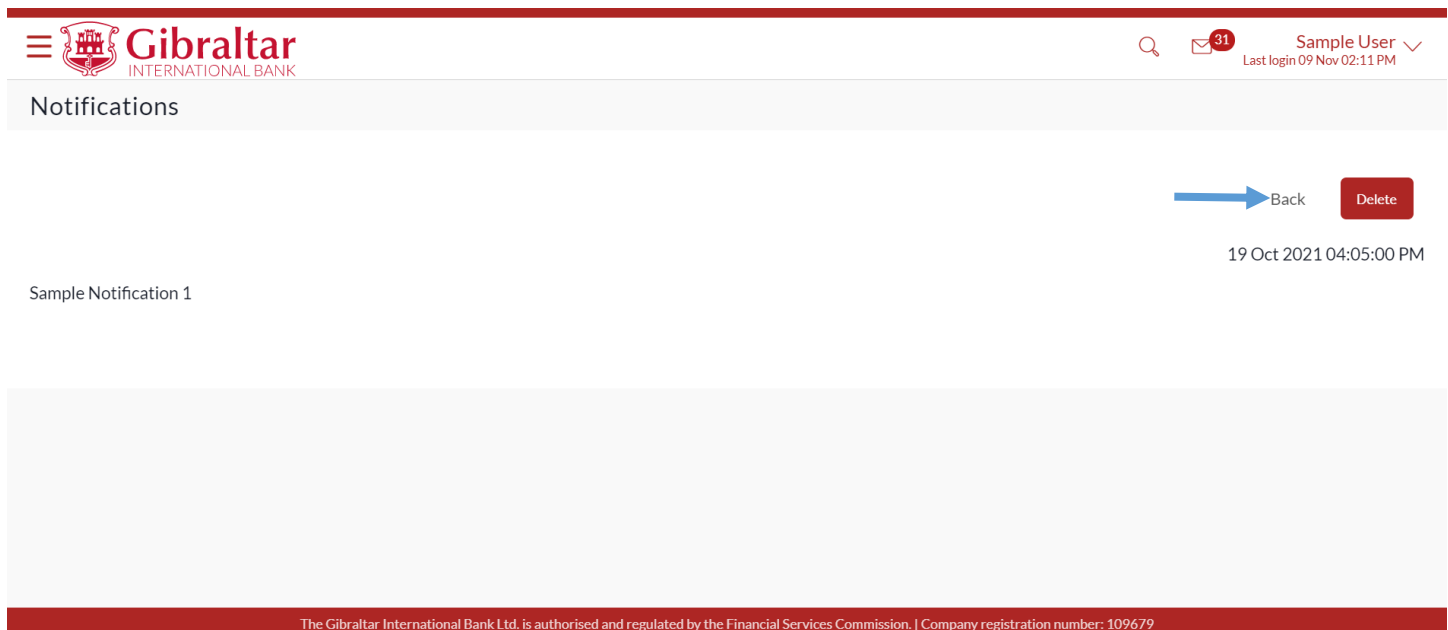 Gibraltar
INTERNATIONAL BANK
31
Sample User
Last login 09 Nov 02:11 PM
Notifications
Back
Delete
19 Oct 2021 04:05:00 PM
Sample Notification 1
The Gibraltar International Bank Ltd. is authorised and regulated by the Financial Services Commission. | Company registration number: 109679